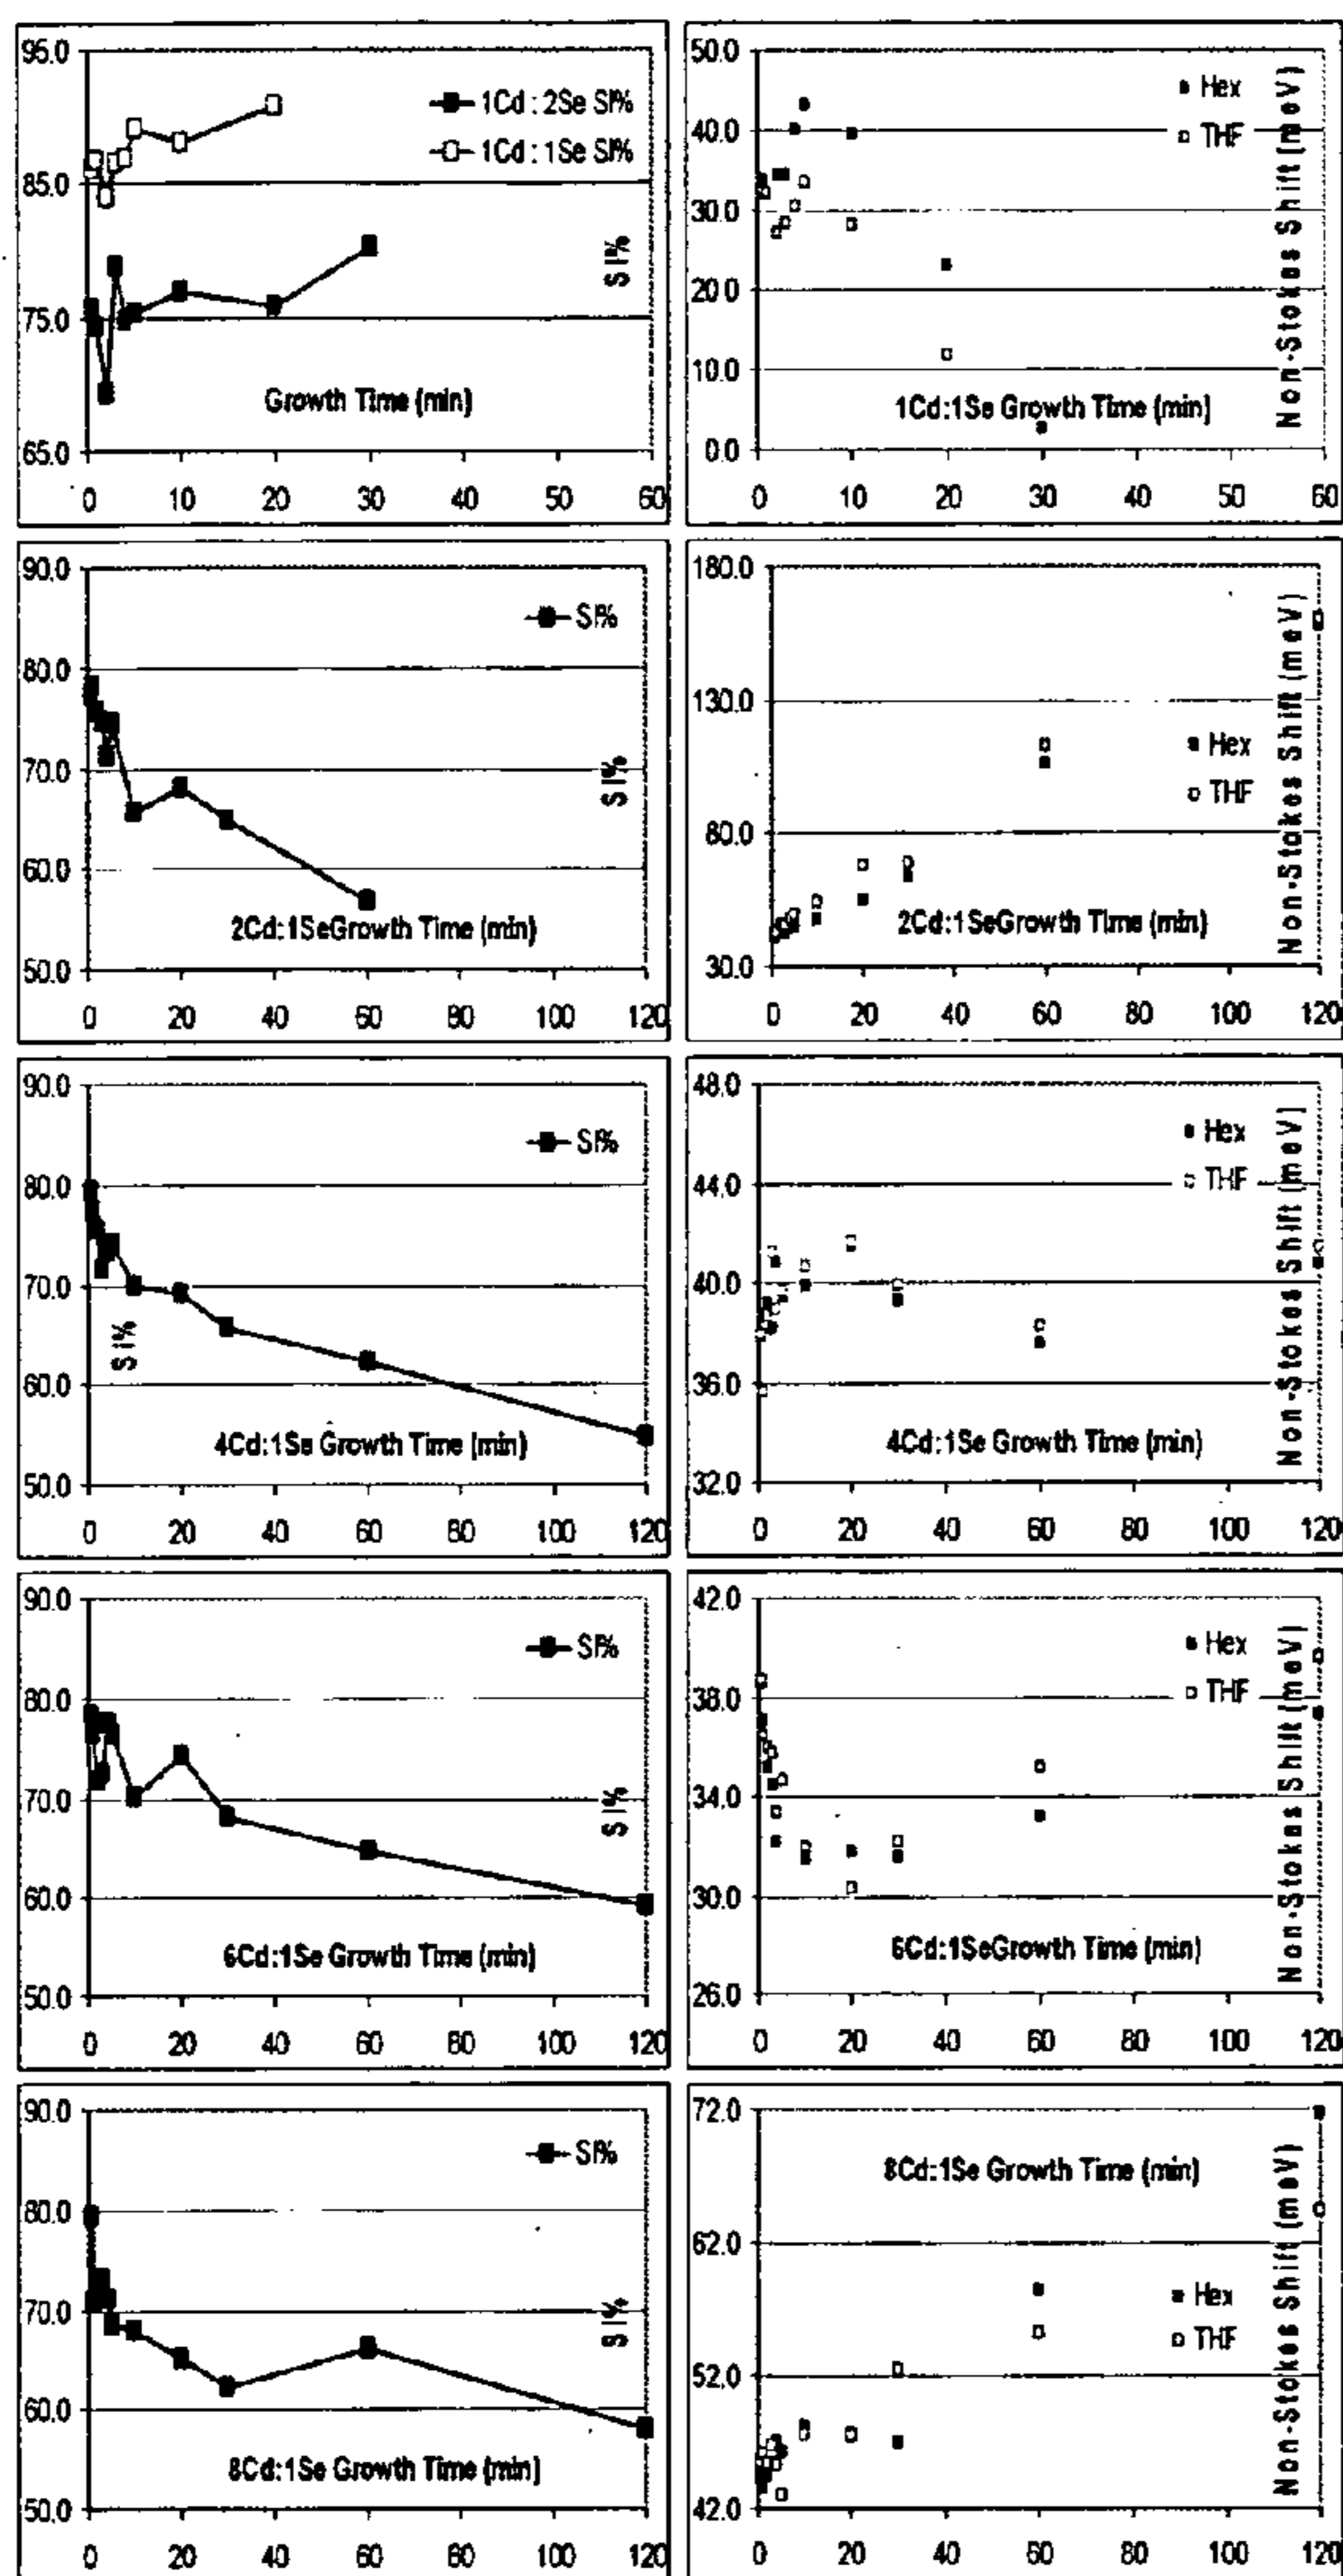 95.0
85.0
75.0
65.0
1Cd : 2Se SI%
1Cd : 1Se SI%
SI%
Growth Time (min)
0 10 20 30 40 50 60
50.0
40.0
30.0
20.0
10.0
0.0
Hex
THF
Non-Stokes Shift (meV)
1Cd:1Se Growth Time (min)
0 10 20 30 40 50 60
90.0
80.0
70.0
60.0
50.0
SI%
SI%
2Cd:1SeGrowth Time (min)
0 20 40 60 80 100 120
180.0
130.0
80.0
30.0
Hex
THF
Non-Stokes Shift (meV)
2Cd:1SeGrowth Time (min)
0 20 40 60 80 100 120
90.0
80.0
70.0
60.0
50.0
SI%
SI%
4Cd:1Se Growth Time (min)
0 20 40 60 80 100 120
48.0
44.0
40.0
36.0
32.0
Hex
THF
Non-Stokes Shift (meV)
4Cd:1Se Growth Time (min)
0 20 40 60 80 100 120
90.0
80.0
70.0
60.0
50.0
SI%
SI%
6Cd:1Se Growth Time (min)
0 20 40 60 80 100 120
42.0
38.0
34.0
30.0
26.0
Hex
THF
Non-Stokes Shift (meV)
6Cd:1SeGrowth Time (min)
0 20 40 60 80 100 120
90.0
80.0
70.0
60.0
50.0
SI%
SI%
8Cd:1Se Growth Time (min)
0 20 40 60 80 100 120
72.0
62.0
52.0
42.0
8Cd:1Se Growth Time (min)
Hex
THF
Non-Stokes Shift (meV)
0 20 40 60 80 100 120